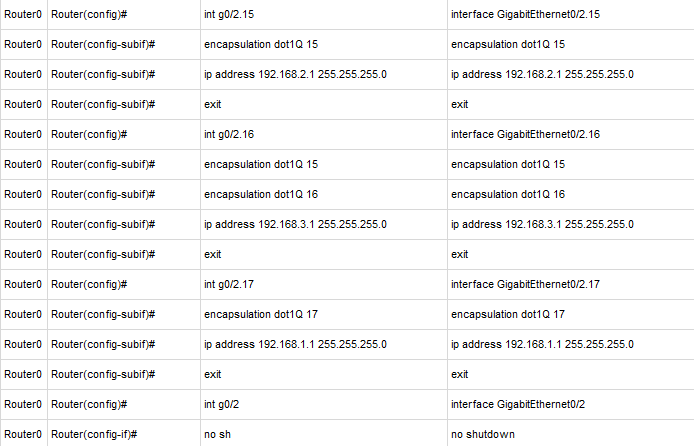 Router0 Router(config)# int g0/2.15 interface GigabitEthernet0/2.15
Router0 Router(config-subif)# encapsulation dot1Q 15 encapsulation dot1Q 15
Router0 Router(config-subif)# ip address 192.168.2.1 255.255.255.0 ip address 192.168.2.1 255.255.255.0
Router0 Router(config-subif)# exit exit
Router0 Router(config)# int g0/2.16 interface GigabitEthernet0/2.16
Router0 Router(config-subif)# encapsulation dot1Q 15 encapsulation dot1Q 15
Router0 Router(config-subif)# encapsulation dot1Q 16 encapsulation dot1Q 16
Router0 Router(config-subif)# ip address 192.168.3.1 255.255.255.0 ip address 192.168.3.1 255.255.255.0
Router0 Router(config-subif)# exit exit
Router0 Router(config)# int g0/2.17 interface GigabitEthernet0/2.17
Router0 Router(config-subif)# encapsulation dot1Q 17 encapsulation dot1Q 17
Router0 Router(config-subif)# ip address 192.168.1.1 255.255.255.0 ip address 192.168.1.1 255.255.255.0
Router0 Router(config-subif)# exit exit
Router0 Router(config)# int g0/2 interface GigabitEthernet0/2
Router0 Router(config-if)# no sh no shutdown